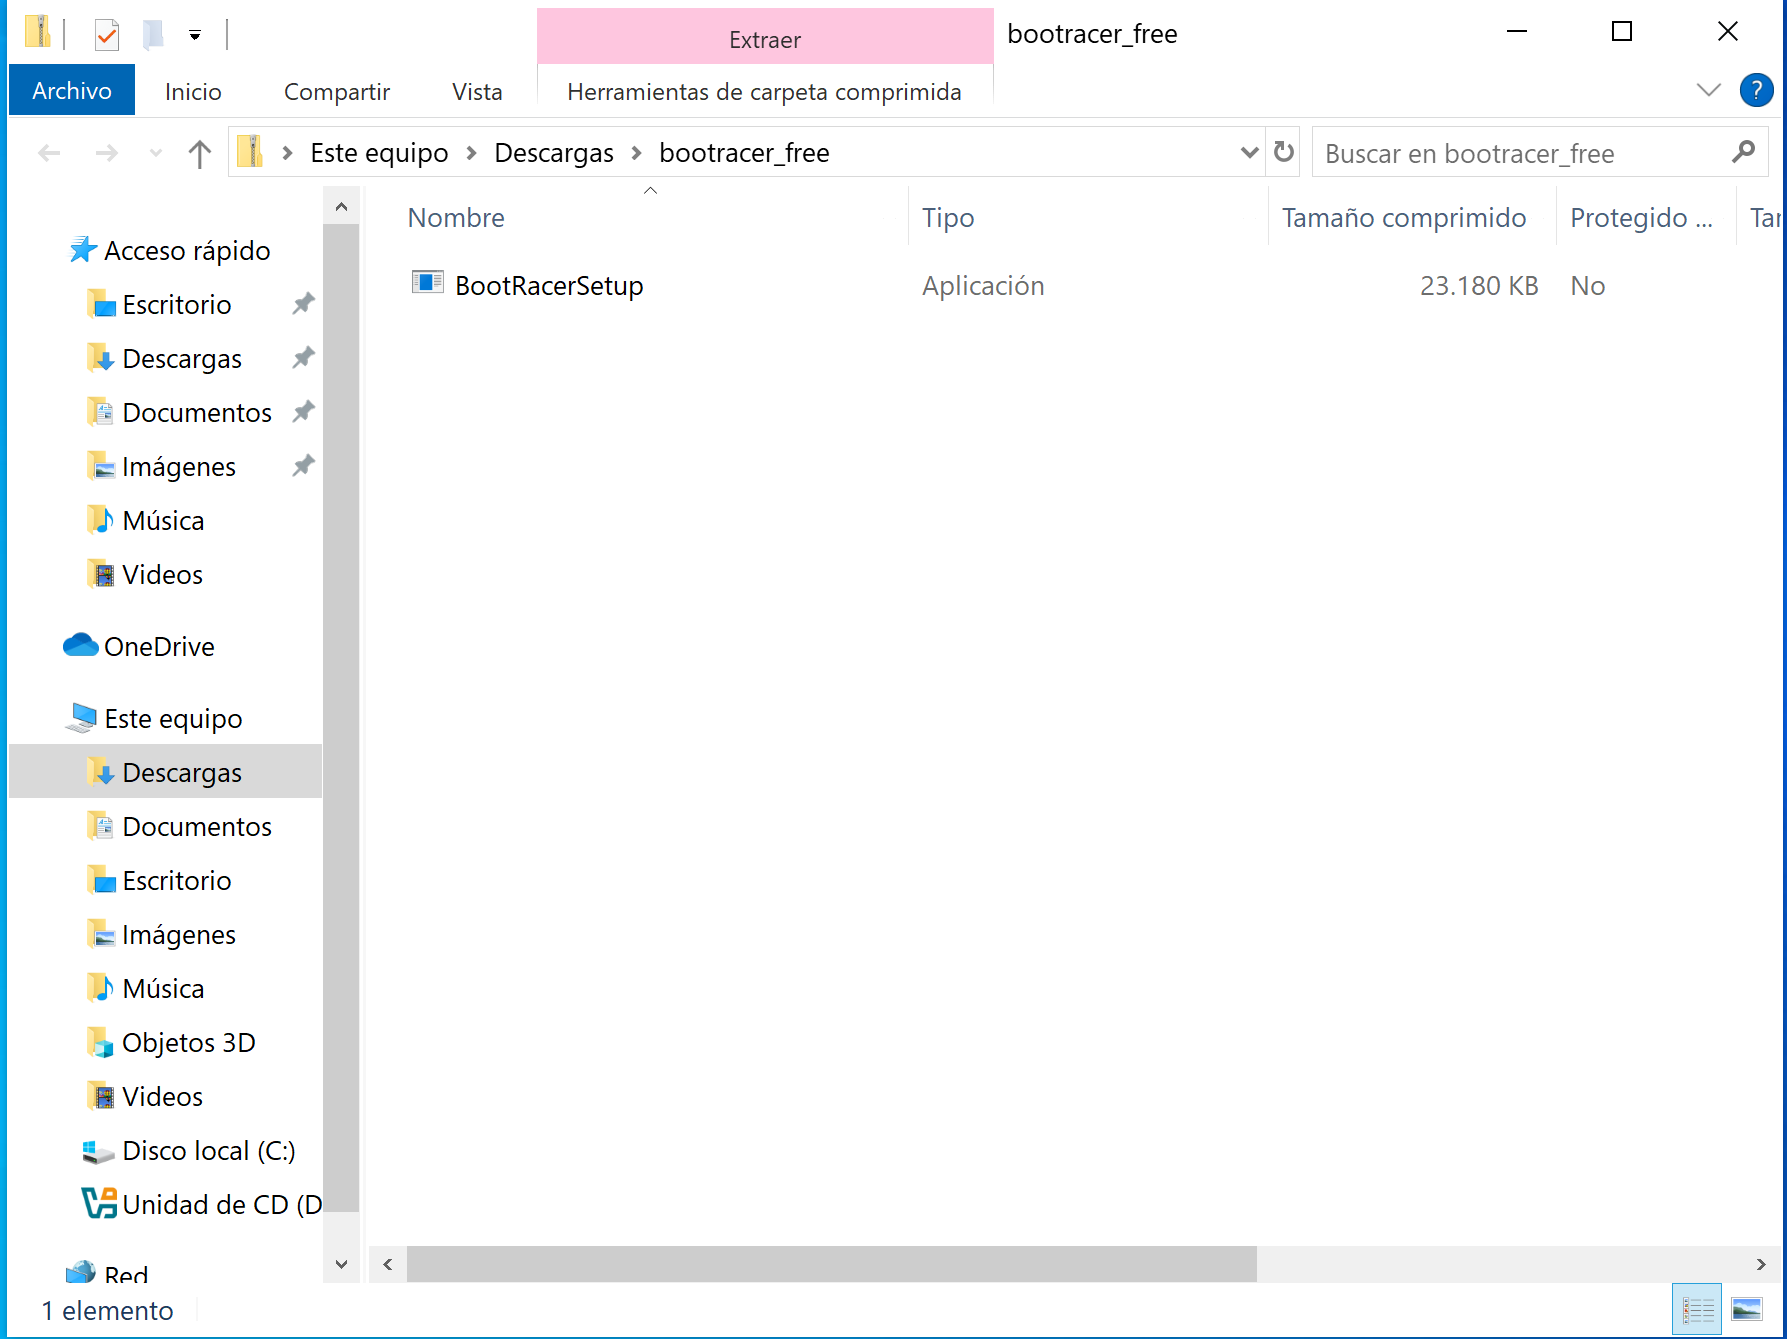 Extraer
bootracer_free
Archivo
Inicio
Compartir
Vista
Herramientas de carpeta comprimida
?
Este equipo > Descargas > bootracer_free
Buscar en bootracer_free
Nombre
Tipo
Tamaño comprimido
Protegido ...
BootRacerSetup
Aplicación
23.180 KB
No
Acceso rápido
Escritorio
Descargas
Documentos
Imágenes
Música
Videos
OneDrive
Este equipo
Descargas
Documentos
Escritorio
Imágenes
Música
Objetos 3D
Videos
Disco local (C:)
Unidad de CD (D
Red
1 elemento